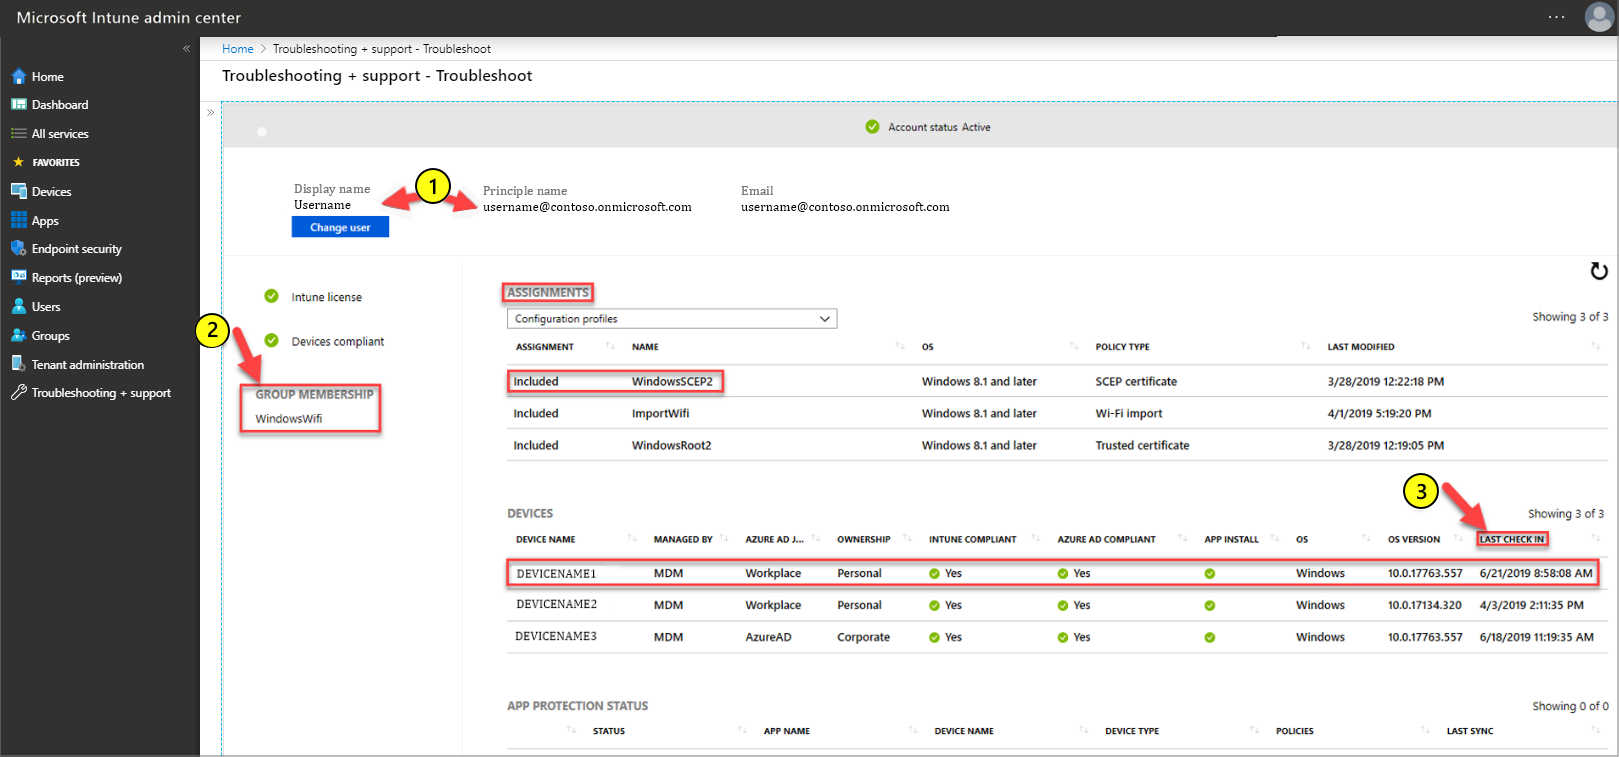 Microsoft Intune admin center
...
«
Home > Troubleshooting + support - Troubleshoot
Troubleshooting + support - Troubleshoot
»
Home
Dashboard
All services
FAVORITES
Devices
Apps
Endpoint security
Reports (preview)
Users
Groups
Tenant administration
Troubleshooting + support
Account status Active
1
Display name Principle name Email
Username username@contoso.onmicrosoft.com username@contoso.onmicrosoft.com
Change user
Intune license
2
Devices compliant
GROUP MEMBERSHIP
WindowsWifi
ASSIGNMENTS
Configuration profiles
Showing 3 of 3
ASSIGNMENT NAME OS POLICY TYPE LAST MODIFIED
Included WindowsSCEP2 Windows 8.1 and later SCEP certificate 3/28/2019 12:22:18 PM
Included ImportWifi Windows 8.1 and later Wi-Fi import 4/1/2019 5:19:20 PM
Included WindowsRoot2 Windows 8.1 and later Trusted certificate 3/28/2019 12:19:05 PM
3
DEVICES Showing 3 of 3
DEVICE NAME MANAGED BY AZURE AD J... OWNERSHIP INTUNE COMPLIANT AZURE AD COMPLIANT APP INSTALL OS OS VERSION LAST CHECK IN
DEVICENAME1 MDM Workplace Personal Yes Yes Windows 10.0.17763.557 6/21/2019 8:58:08 AM
DEVICENAME2 MDM Workplace Personal Yes Yes Windows 10.0.17134.320 4/3/2019 2:11:35 PM
DEVICENAME3 MDM AzureAD Corporate Yes Yes Windows 10.0.17763.557 6/18/2019 11:19:35 AM
APP PROTECTION STATUS Showing 0 of 0
STATUS APP NAME DEVICE NAME DEVICE TYPE POLICIES LAST SYNC